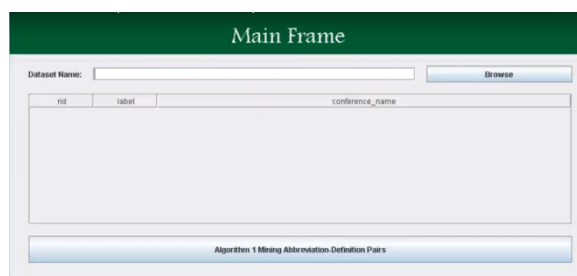 Main Frame
Dataset Name: Browse
rid label conference_name
Algorithm 1 Mining Abbreviation-Definition Pairs